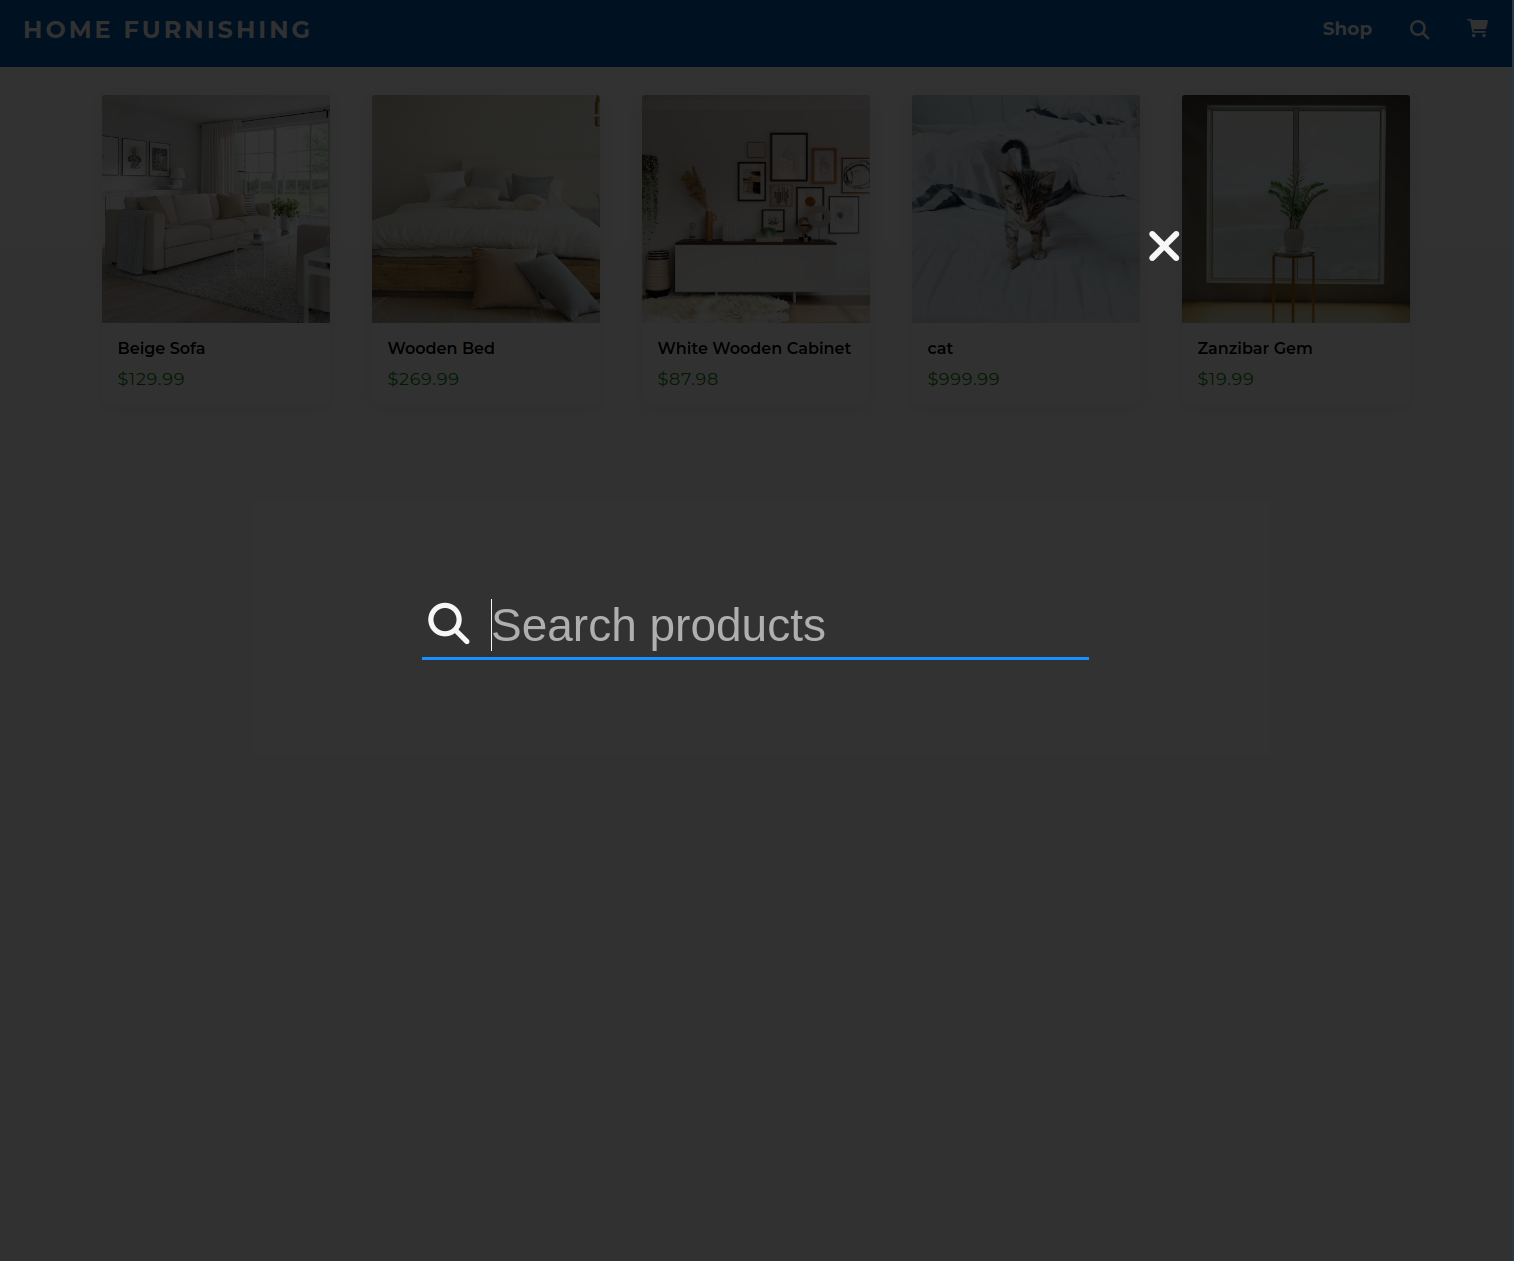 HOME FURNISHING
Shop
Beige Sofa
$129.99
Wooden Bed
$269.99
White Wooden Cabinet
$87.98
cat
$999.99
Zanzibar Gem
$19.99
Search products